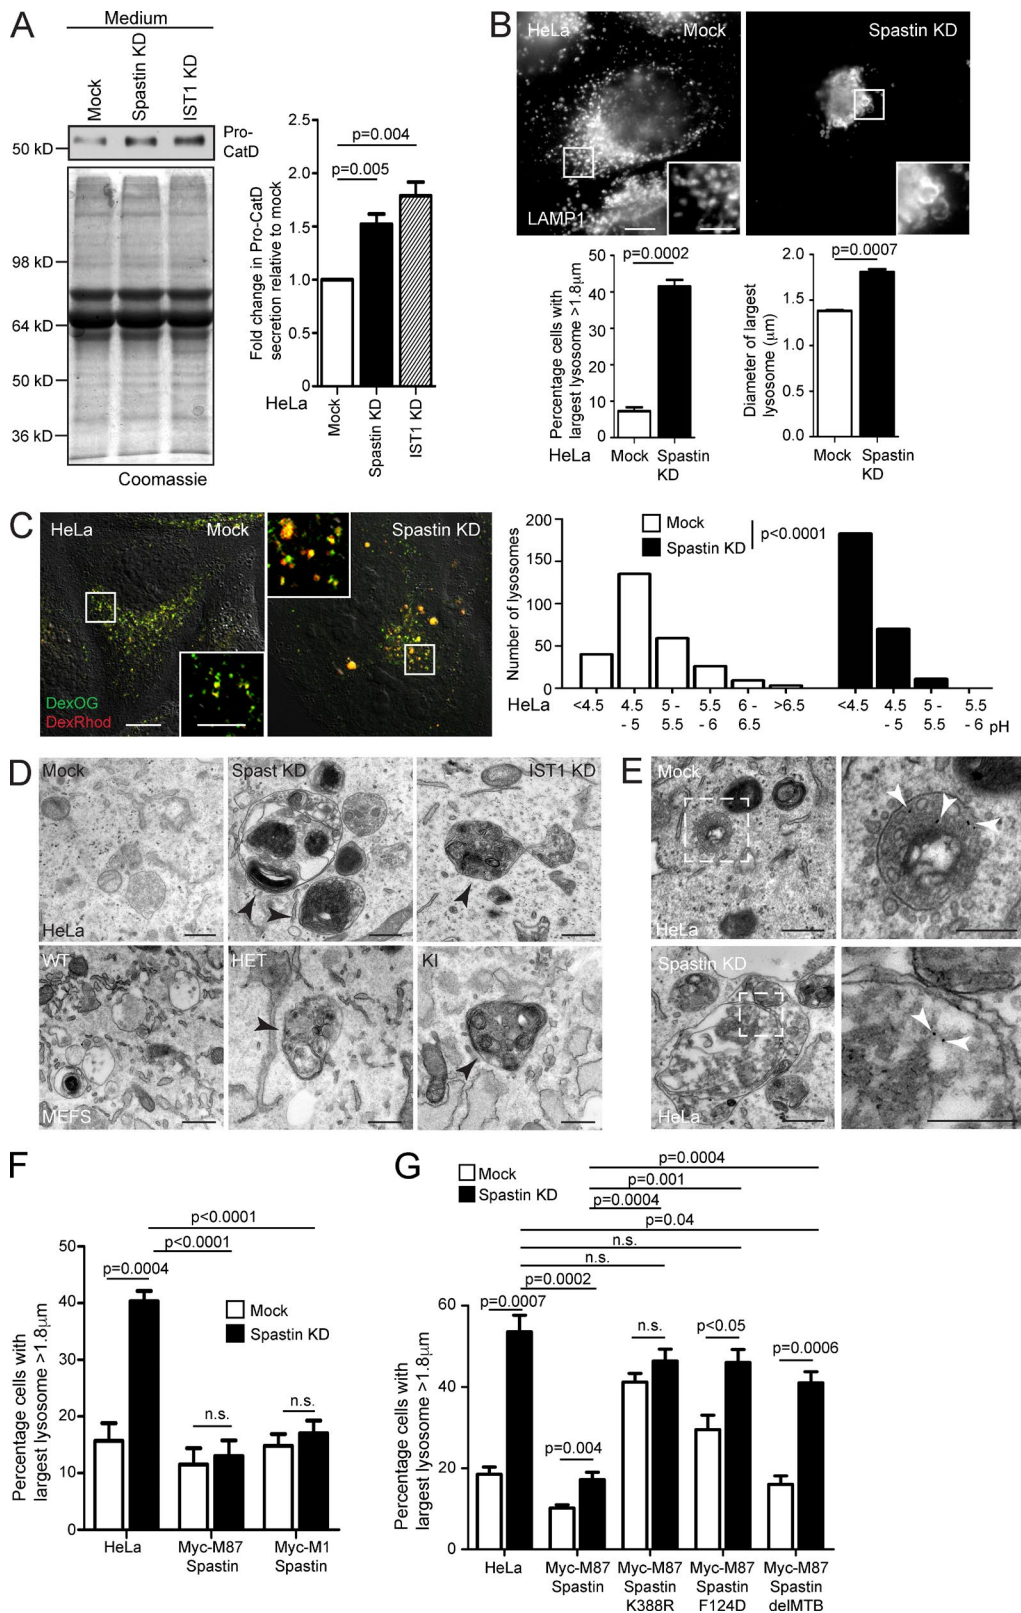 A
Medium
Mock
Spastin KD
IST1 KD
50 kD
Pro-
CatD
98 kD
64 kD
50 kD
36 kD
Coomassie
Fold change in Pro-CatD
secretion relative to mock
2.5
2.0
1.5
1.0
0.5
0
p=0.004
p=0.005
HeLa
Mock
Spastin KD
IST1 KD
B
HeLa
Mock
Spastin KD
LAMP1
Percentage cells with
largest lysosome >1.8µm
50
40
30
20
10
0
p=0.0002
HeLa
Mock
Spastin
KD
Diameter of largest
lysosome (µm)
2.0
1.5
1.0
0.0
p=0.0007
Mock
Spastin
KD
C
HeLa
Mock
Spastin KD
DexOG
DexRhod
Number of lysosomes
200
150
100
50
0
Mock
Spastin KD
p<0.0001
HeLa
<4.5
4.5
- 5
5 -
5.5
5.5
- 6
6 -
6.5
>6.5
<4.5
4.5
- 5
5 -
5.5
5.5
- 6
pH
D
Mock
HeLa
Spast KD
IST1 KD
WT
MEFS
HET
KI
E
Mock
HeLa
Spastin KD
HeLa
F
Percentage cells with
largest lysosome >1.8µm
50
40
30
20
10
0
p<0.0001
p<0.0001
p=0.0004
Mock
Spastin KD
n.s.
n.s.
HeLa
Myc-M87
Spastin
Myc-M1
Spastin
G
Mock
Spastin KD
p=0.0004
p=0.001
p=0.0004
p=0.04
n.s.
n.s.
p=0.0002
p=0.0007
p=0.004
n.s.
p<0.05
p=0.0006
Percentage cells with
largest lysosome >1.8µm
60
40
20
0
HeLa
Myc-M87
Spastin
Myc-M87
Spastin
K388R
Myc-M87
Spastin
F124D
Myc-M87
Spastin
delMTB